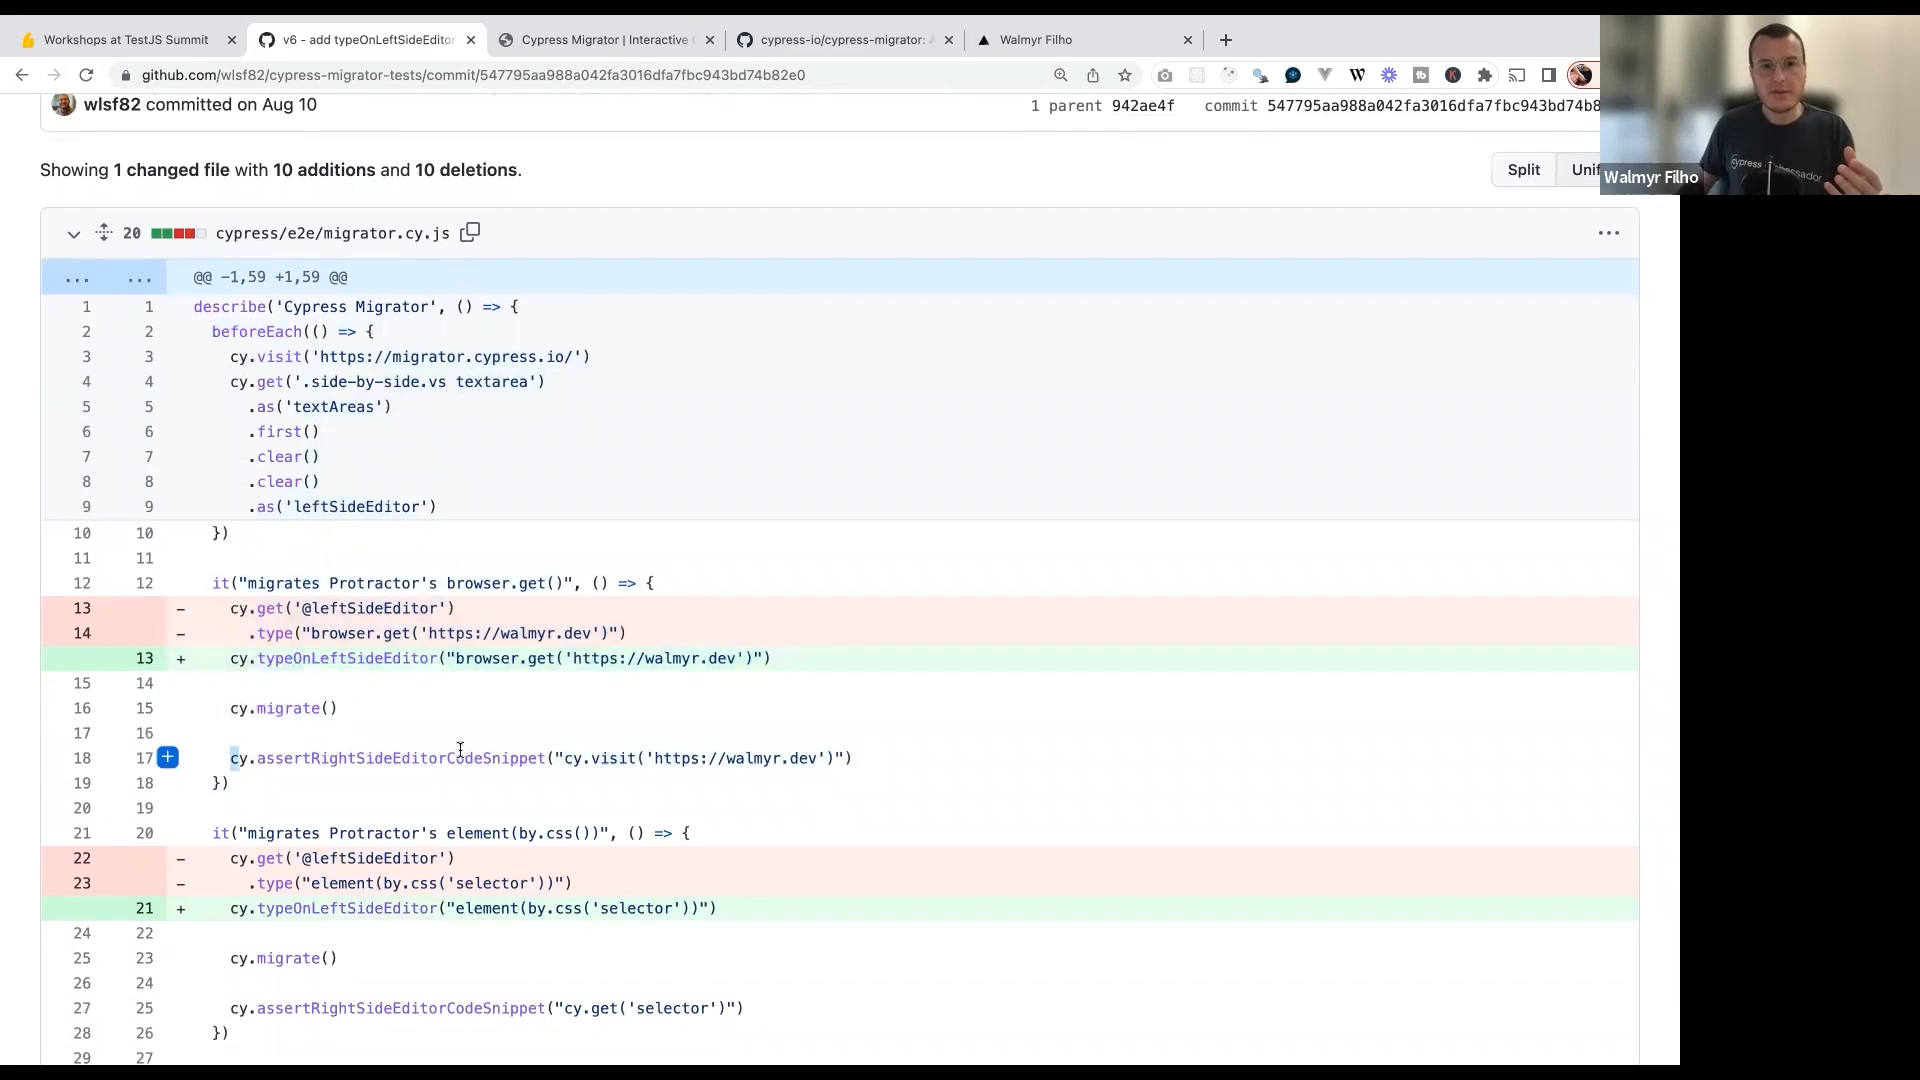 Workshops at TestJS Summit
v6 - add typeOnLeftSideEditor
Cypress Migrator | Interactive
cypress-io/cypress-migrator:
Walmyr Filho
github.com/wlsf82/cypress-migrator-tests/commit/547795aa988a042fa3016dfa7fbc943bd74b82e0
wlsf82 committed on Aug 10
1 parent 942ae4f commit 547795aa988a042fa3016dfa7fbc943bd74b8
Showing 1 changed file with 10 additions and 10 deletions.
Split Unif
Walmyr Filho
20 cypress/e2e/migrator.cy.js
... ... @@ -1,59 +1,59 @@
1 1 describe('Cypress Migrator', () => {
2 2 beforeEach(() => {
3 3 cy.visit('https://migrator.cypress.io/')
4 4 cy.get('.side-by-side.vs textarea')
5 5 .as('textAreas')
6 6 .first()
7 7 .clear()
8 8 .clear()
9 9 .as('leftSideEditor')
10 10 })
11 11
12 12 it("migrates Protractor's browser.get()", () => {
13 - cy.get('@leftSideEditor')
14 - .type("browser.get('https://walmyr.dev')")
13 + cy.typeOnLeftSideEditor("browser.get('https://walmyr.dev')")
15 14
16 15 cy.migrate()
17 16
18 17 cy.assertRightSideEditorCodeSnippet("cy.visit('https://walmyr.dev')")
19 18 })
20 19
21 20 it("migrates Protractor's element(by.css())", () => {
22 - cy.get('@leftSideEditor')
23 - .type("element(by.css('selector'))")
21 + cy.typeOnLeftSideEditor("element(by.css('selector'))")
24 22
25 23 cy.migrate()
26 24
27 25 cy.assertRightSideEditorCodeSnippet("cy.get('selector')")
28 26 })
29 27